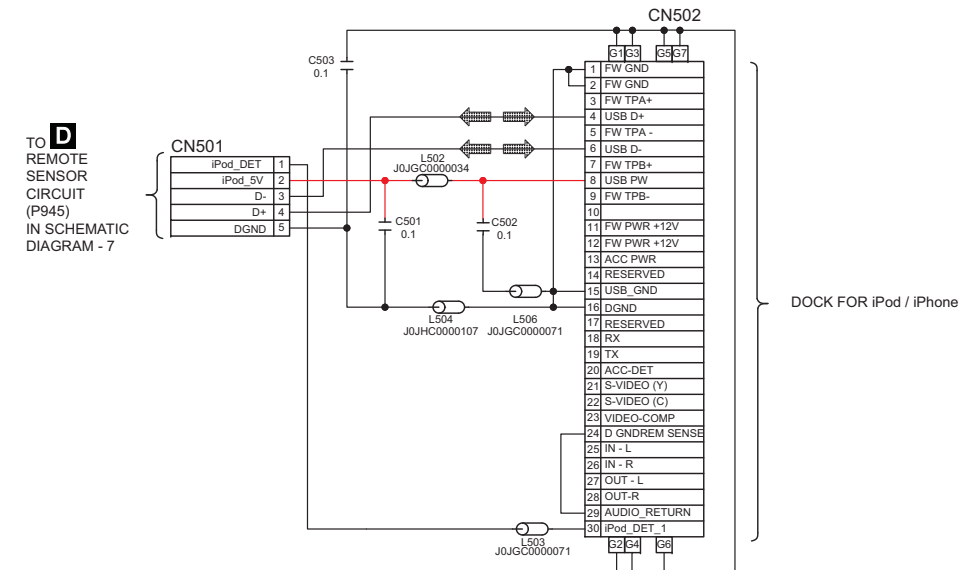 CN502
C503
0.1
G1 G3 G5 G7
1 FW GND
2 FW GND
3 FW TPA+
4 USB D+
5 FW TPA -
6 USB D-
7 FW TPB+
8 USB PW
9 FW TPB-
10
11 FW PWR +12V
12 FW PWR +12V
13 ACC PWR
14 RESERVED
15 USB_GND
16 DGND
17 RESERVED
18 RX
19 TX
20 ACC-DET
21 S-VIDEO (Y)
22 S-VIDEO (C)
23 VIDEO-COMP
24 D GNDREM SENSE
25 IN - L
26 IN - R
27 OUT - L
28 OUT-R
29 AUDIO_RETURN
30 iPod_DET_1
G2 G4 G6
TO D
REMOTE
SENSOR
CIRCUIT
(P945)
IN SCHEMATIC
DIAGRAM - 7
CN501
iPod_DET 1
iPod_5V 2
D- 3
D+ 4
DGND 5
L502
J0JGC0000034
C501
0.1
C502
0.1
L504
J0JHC0000107
L506
J0JGC0000071
L503
J0JGC0000071
DOCK FOR iPod / iPhone